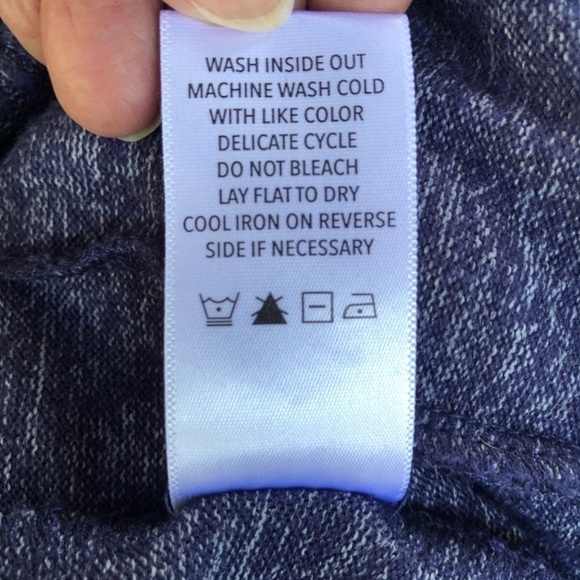 WASH INSIDE OUT
MACHINE WASH COLD
WITH LIKE COLOR
DELICATE CYCLE
DO NOT BLEACH
LAY FLAT TO DRY
COOL IRON ON REVERSE
SIDE IF NECESSARY